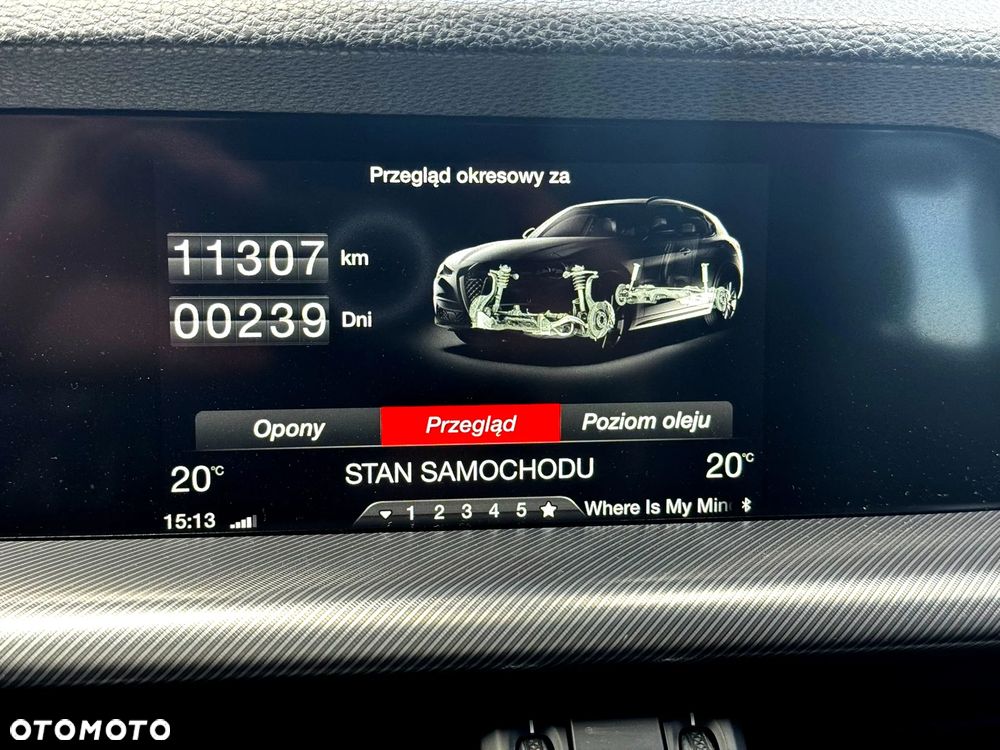 Przegląd okresowy za
11307 km
00239 Dni
Opony Przegląd Poziom oleju
20°C STAN SAMOCHODU 20°C
15:13 1 2 3 4 5 Where Is My Min
OTOMOTO